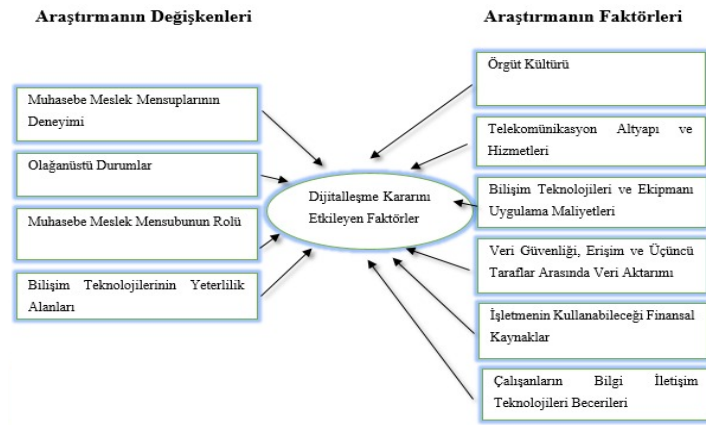 Araştırmanın Değişkenleri
Muhasebe Meslek Mensuplarının
Deneyimi
Olağanüstü Durumlar
Muhasebe Meslek Mensubunun Rolü
Bilişim Teknolojilerinin Yeterlilik
Alanları
Dijitalleşme Kararını
Etkileyen Faktörler
Araştırmanın Faktörleri
Örgüt Kültürü
Telekomünikasyon Altyapı ve
Hizmetleri
Bilişim Teknolojileri ve Ekipmanı
Uygulama Maliyetleri
Veri Güvenliği, Erişim ve Üçüncü
Taraflar Arasında Veri Aktarımı
İşletmenin Kullanabileceği Finansal
Kaynaklar
Çalışanların Bilgi İletişim
Teknolojileri Becerileri